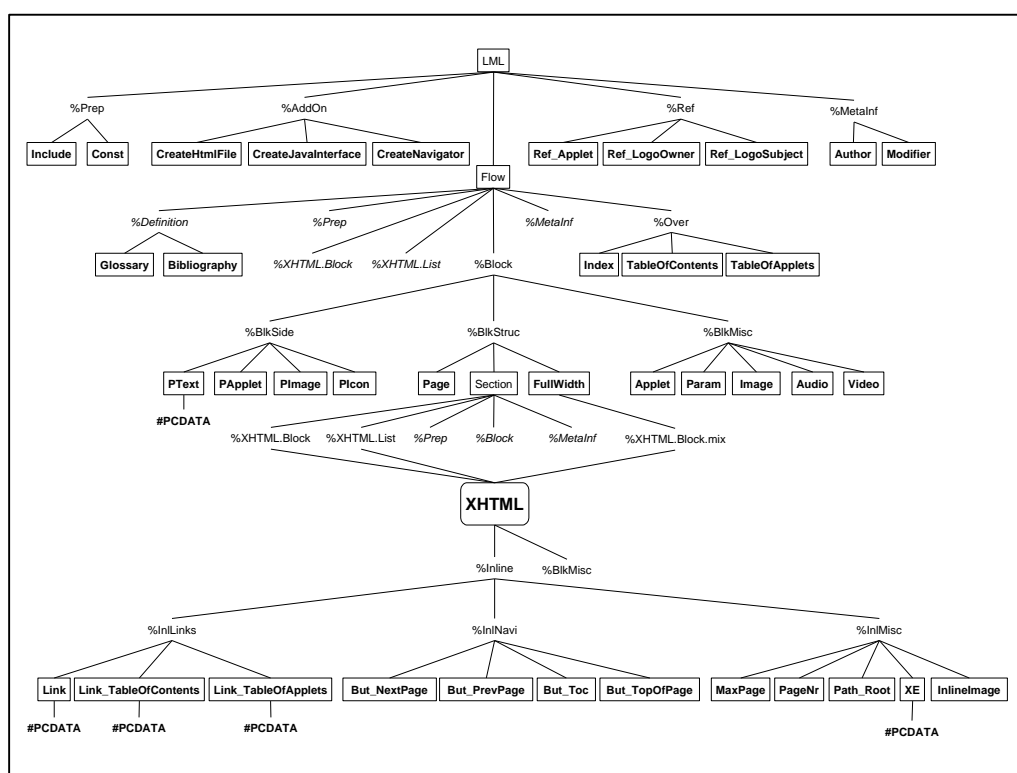 LML
%Prep %AddOn %Ref %MetaInf
Include Const CreateHtmlFile CreateJavaInterface CreateNavigator Ref_Applet Ref_LogoOwner Ref_LogoSubject Author Modifier
Flow
%Definition %Prep %MetaInf %Over
Glossary Bibliography %XHTML.Block %XHTML.List %Block Index TableOfContents TableOfApplets
%BlkSide %BlkStruc %BlkMisc
PText PApplet PImage PIcon Page Section FullWidth Applet Param Image Audio Video
#PCDATA
%XHTML.Block %XHTML.List %Prep %Block %MetaInf %XHTML.Block.mix
XHTML
%Inline %BlkMisc
%InlLinks %InlNavi %InlMisc
Link Link_TableOfContents Link_TableOfApplets But_NextPage But_PrevPage But_Toc But_TopOfPage MaxPage PageNr Path_Root XE InlineImage
#PCDATA #PCDATA #PCDATA #PCDATA